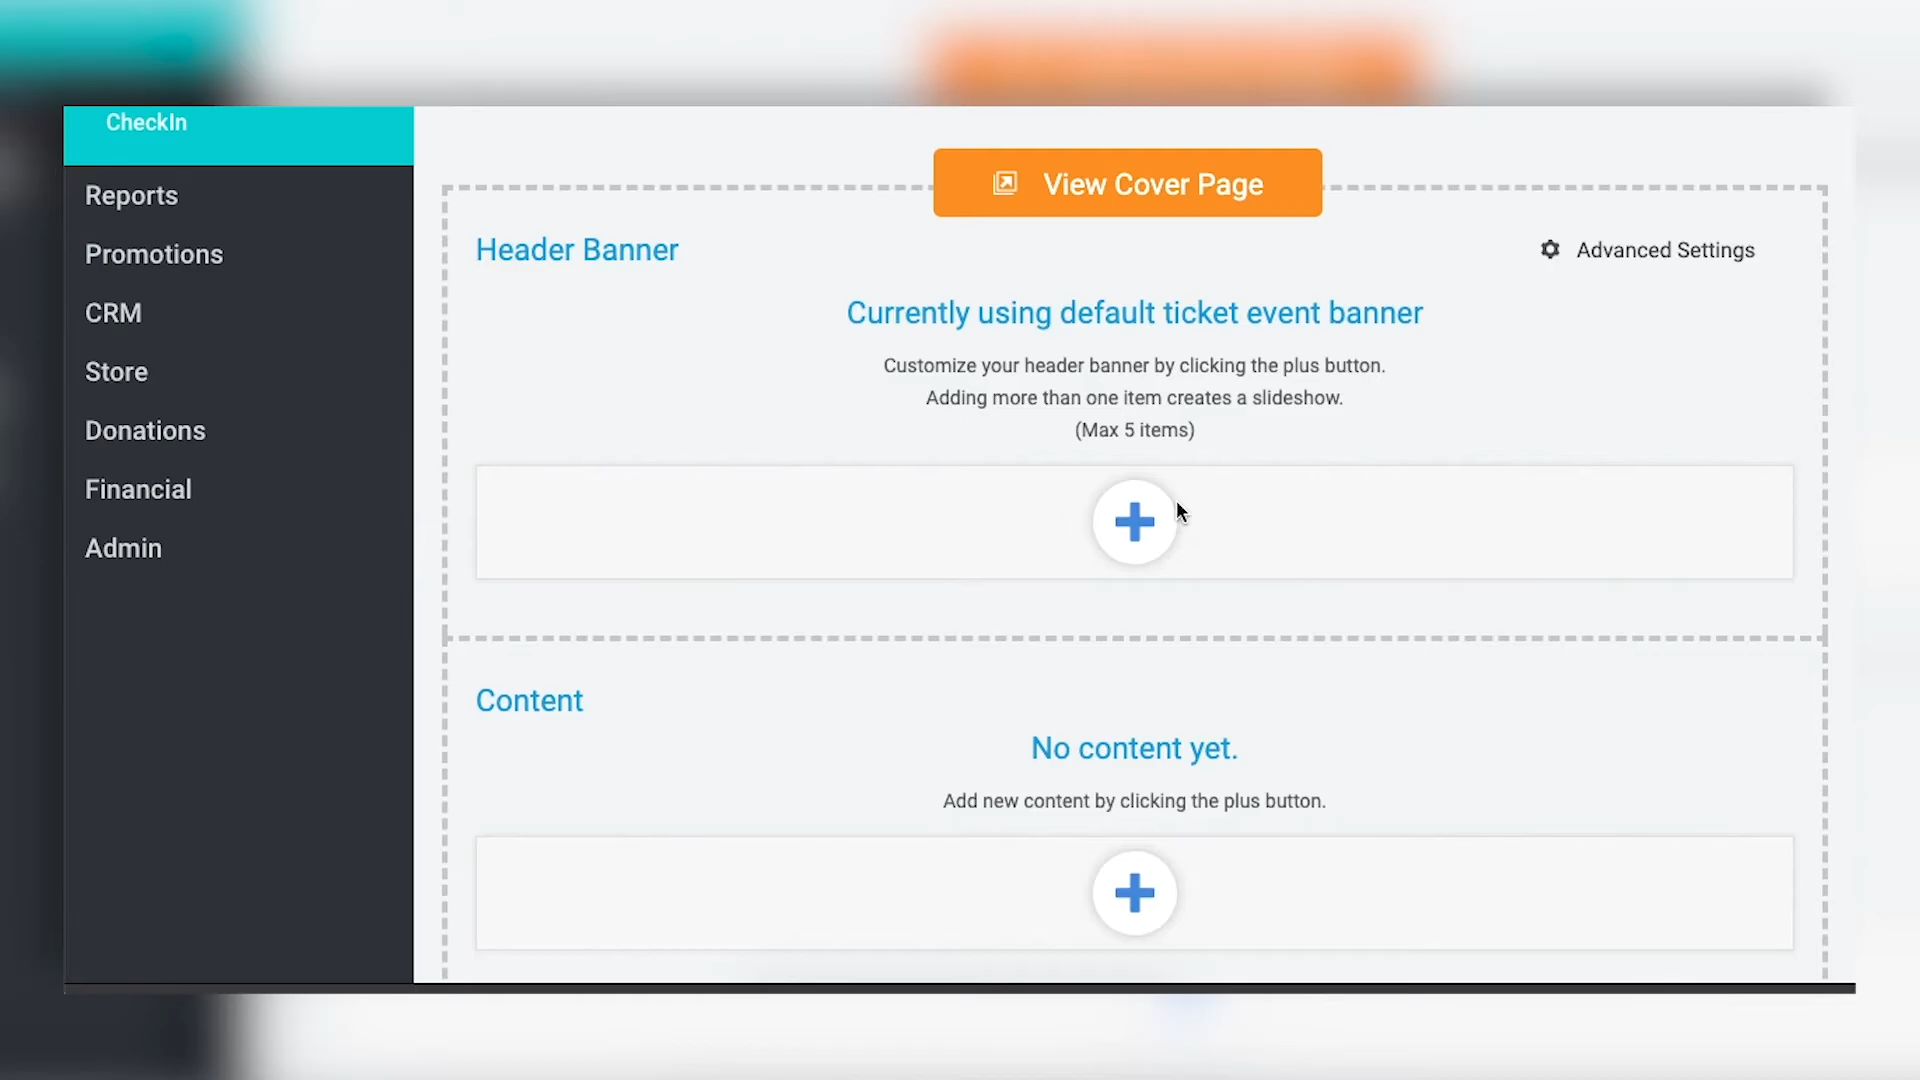 CheckIn
Reports
Promotions
CRM
Store
Donations
Financial
Admin
View Cover Page
Header Banner
Advanced Settings
Currently using default ticket event banner
Customize your header banner by clicking the plus button.
Adding more than one item creates a slideshow.
(Max 5 items)
Content
No content yet.
Add new content by clicking the plus button.